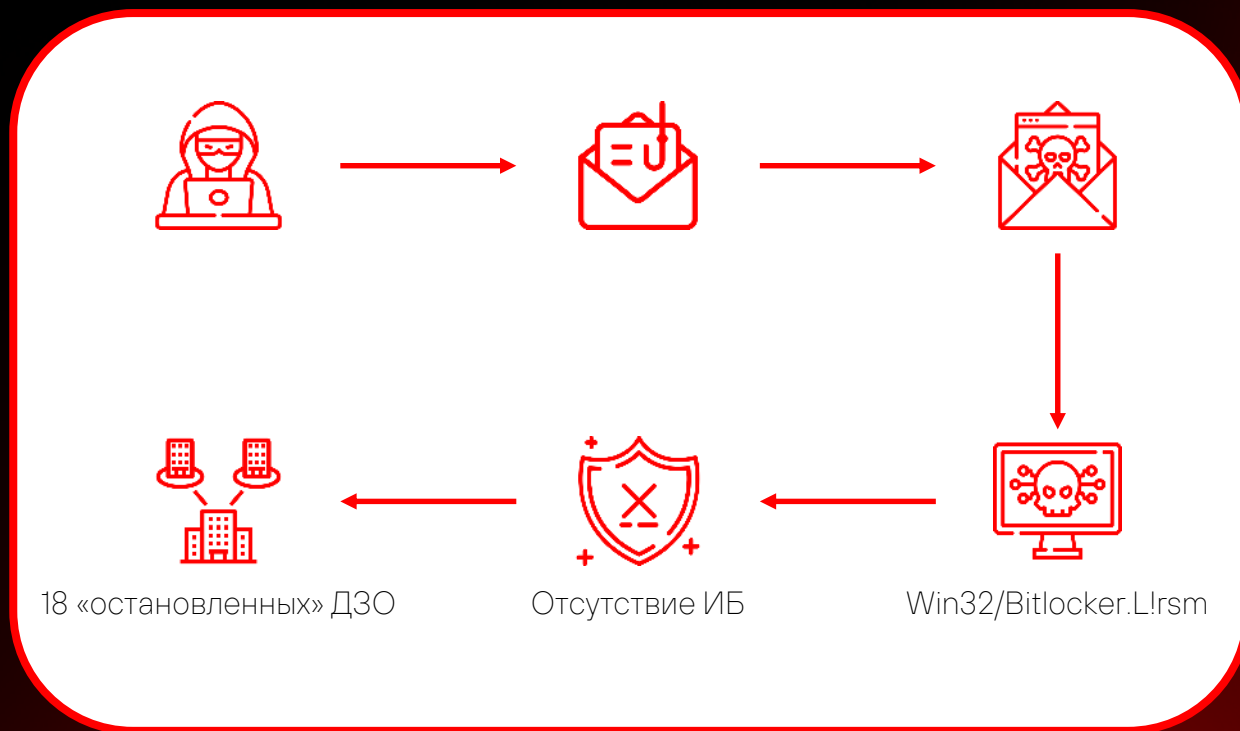 18 «остановленных» ДЗО
Отсутствие ИБ
Win32/Bitlocker.L!rsm